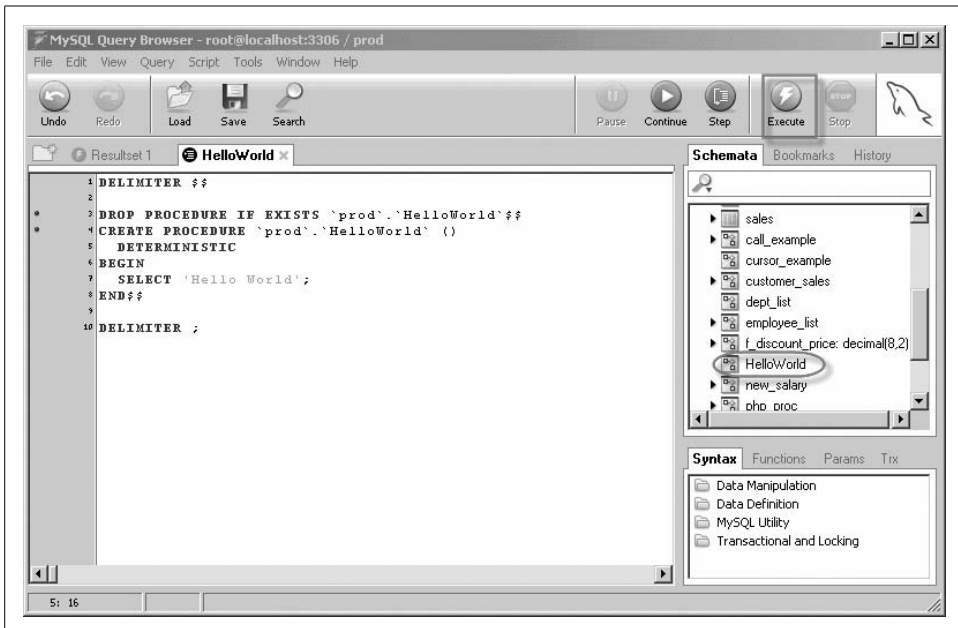 MySQL Query Browser - root@localhost:3306 / prod
File Edit View Query Script Tools Window Help
Undo Redo Load Save Search Pause Continue Step Execute STOP Stop
Resultset 1 HelloWorld
1 DELIMITER $$
2
3 DROP PROCEDURE IF EXISTS `prod`.`HelloWorld`$$
4 CREATE PROCEDURE `prod`.`HelloWorld` ()
5 DETERMINISTIC
6 BEGIN
7 SELECT 'Hello World';
8 END$$
9
10 DELIMITER ;
5: 16
Schemata Bookmarks History
sales
call_example
cursor_example
customer_sales
dept_list
employee_list
f_discount_price: decimal(8,2)
HelloWorld
new_salary
php_proc
Syntax Functions Params Trx
Data Manipulation
Data Definition
MySQL Utility
Transactional and Locking